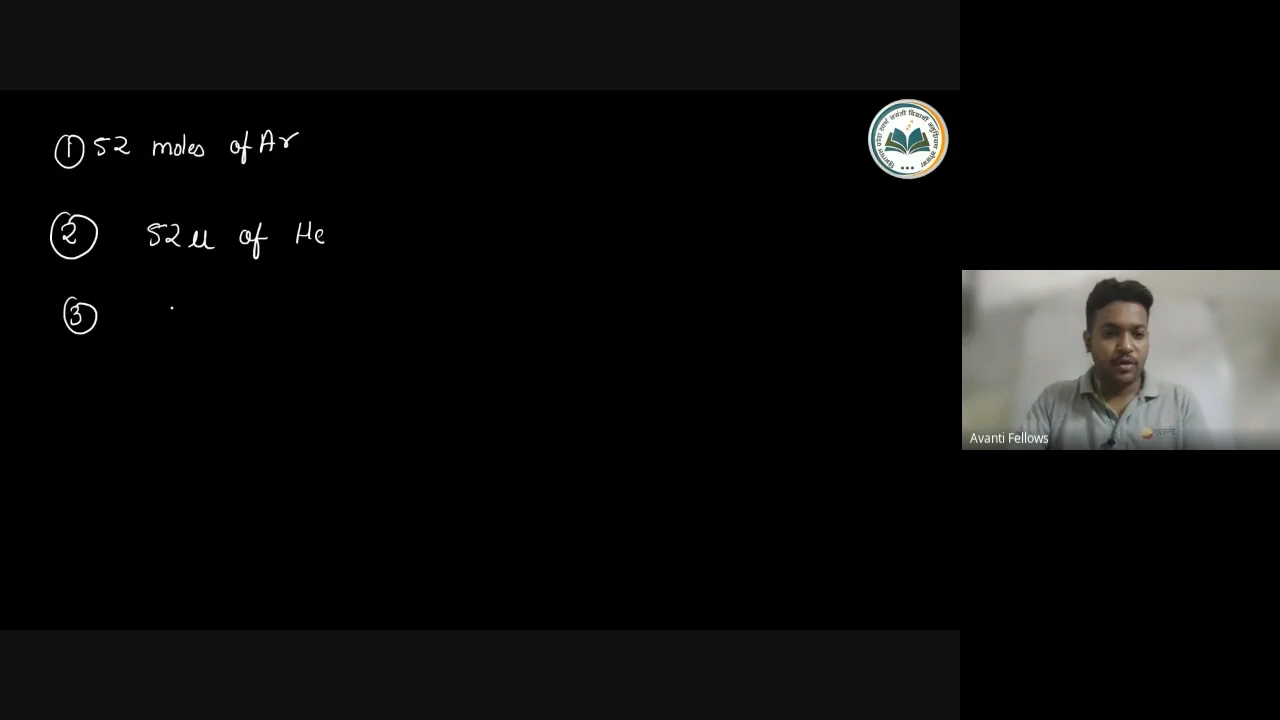 ① 52 moles of Ar
② 52u of He
③
Avanti Fellows